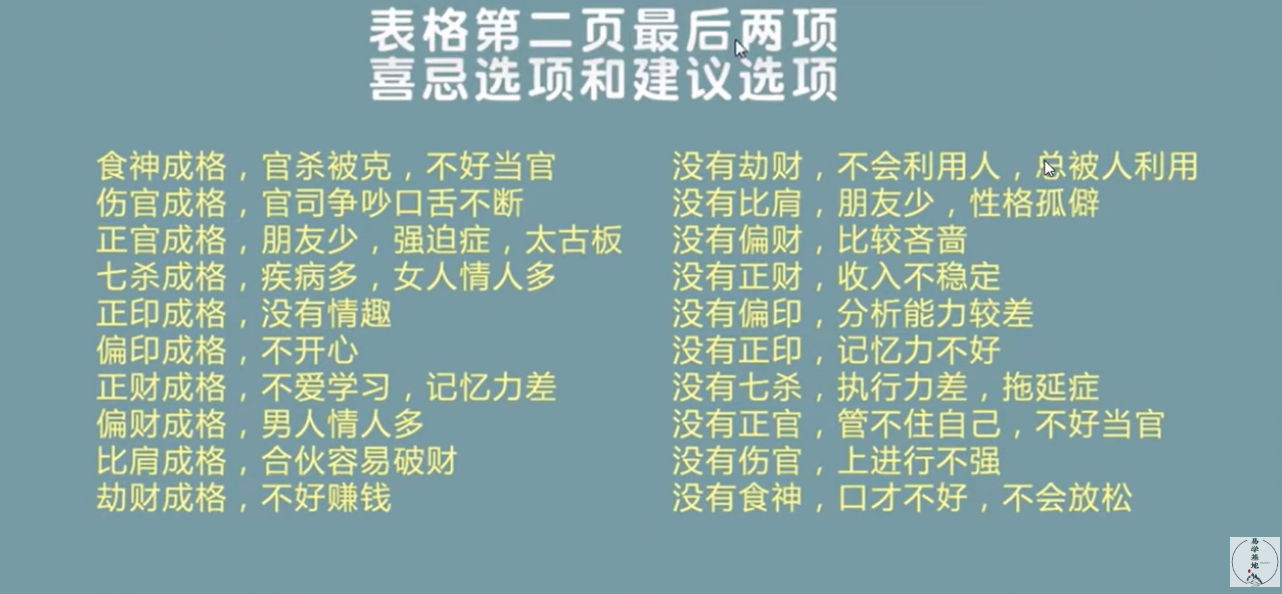 表格第二页最后两项
喜忌选项和建议选项
食神成格，官杀被克，不好当官
伤官成格，官司争吵口舌不断
正官成格，朋友少，强迫症，太古板
七杀成格，疾病多，女人情人多
正印成格，没有情趣
偏印成格，不开心
正财成格，不爱学习，记忆力差
偏财成格，男人情人多
比肩成格，合伙容易破财
劫财成格，不好赚钱
没有劫财，不会利用人，总被人利用
没有比肩，朋友少，性格孤僻
没有偏财，比较吝啬
没有正财，收入不稳定
没有偏印，分析能力较差
没有正印，记忆力不好
没有七杀，执行力差，拖延症
没有正官，管不住自己，不好当官
没有伤官，上进行不强
没有食神，口才不好，不会放松
易学基地